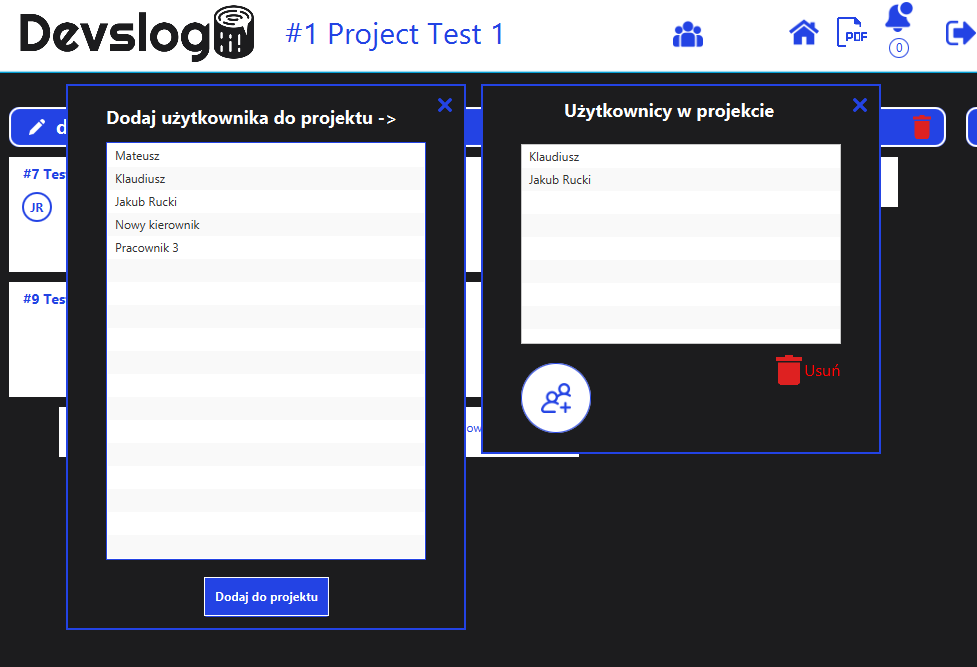 Devslog
#1 Project Test 1
PDF
0
Dodaj użytkownika do projektu ->
Użytkownicy w projekcie
d
#7 Tes
JR
#9 Tes
Mateusz
Klaudiusz
Jakub Rucki
Nowy kierownik
Pracownik 3
Dodaj do projektu
Klaudiusz
Jakub Rucki
Usuń
ow